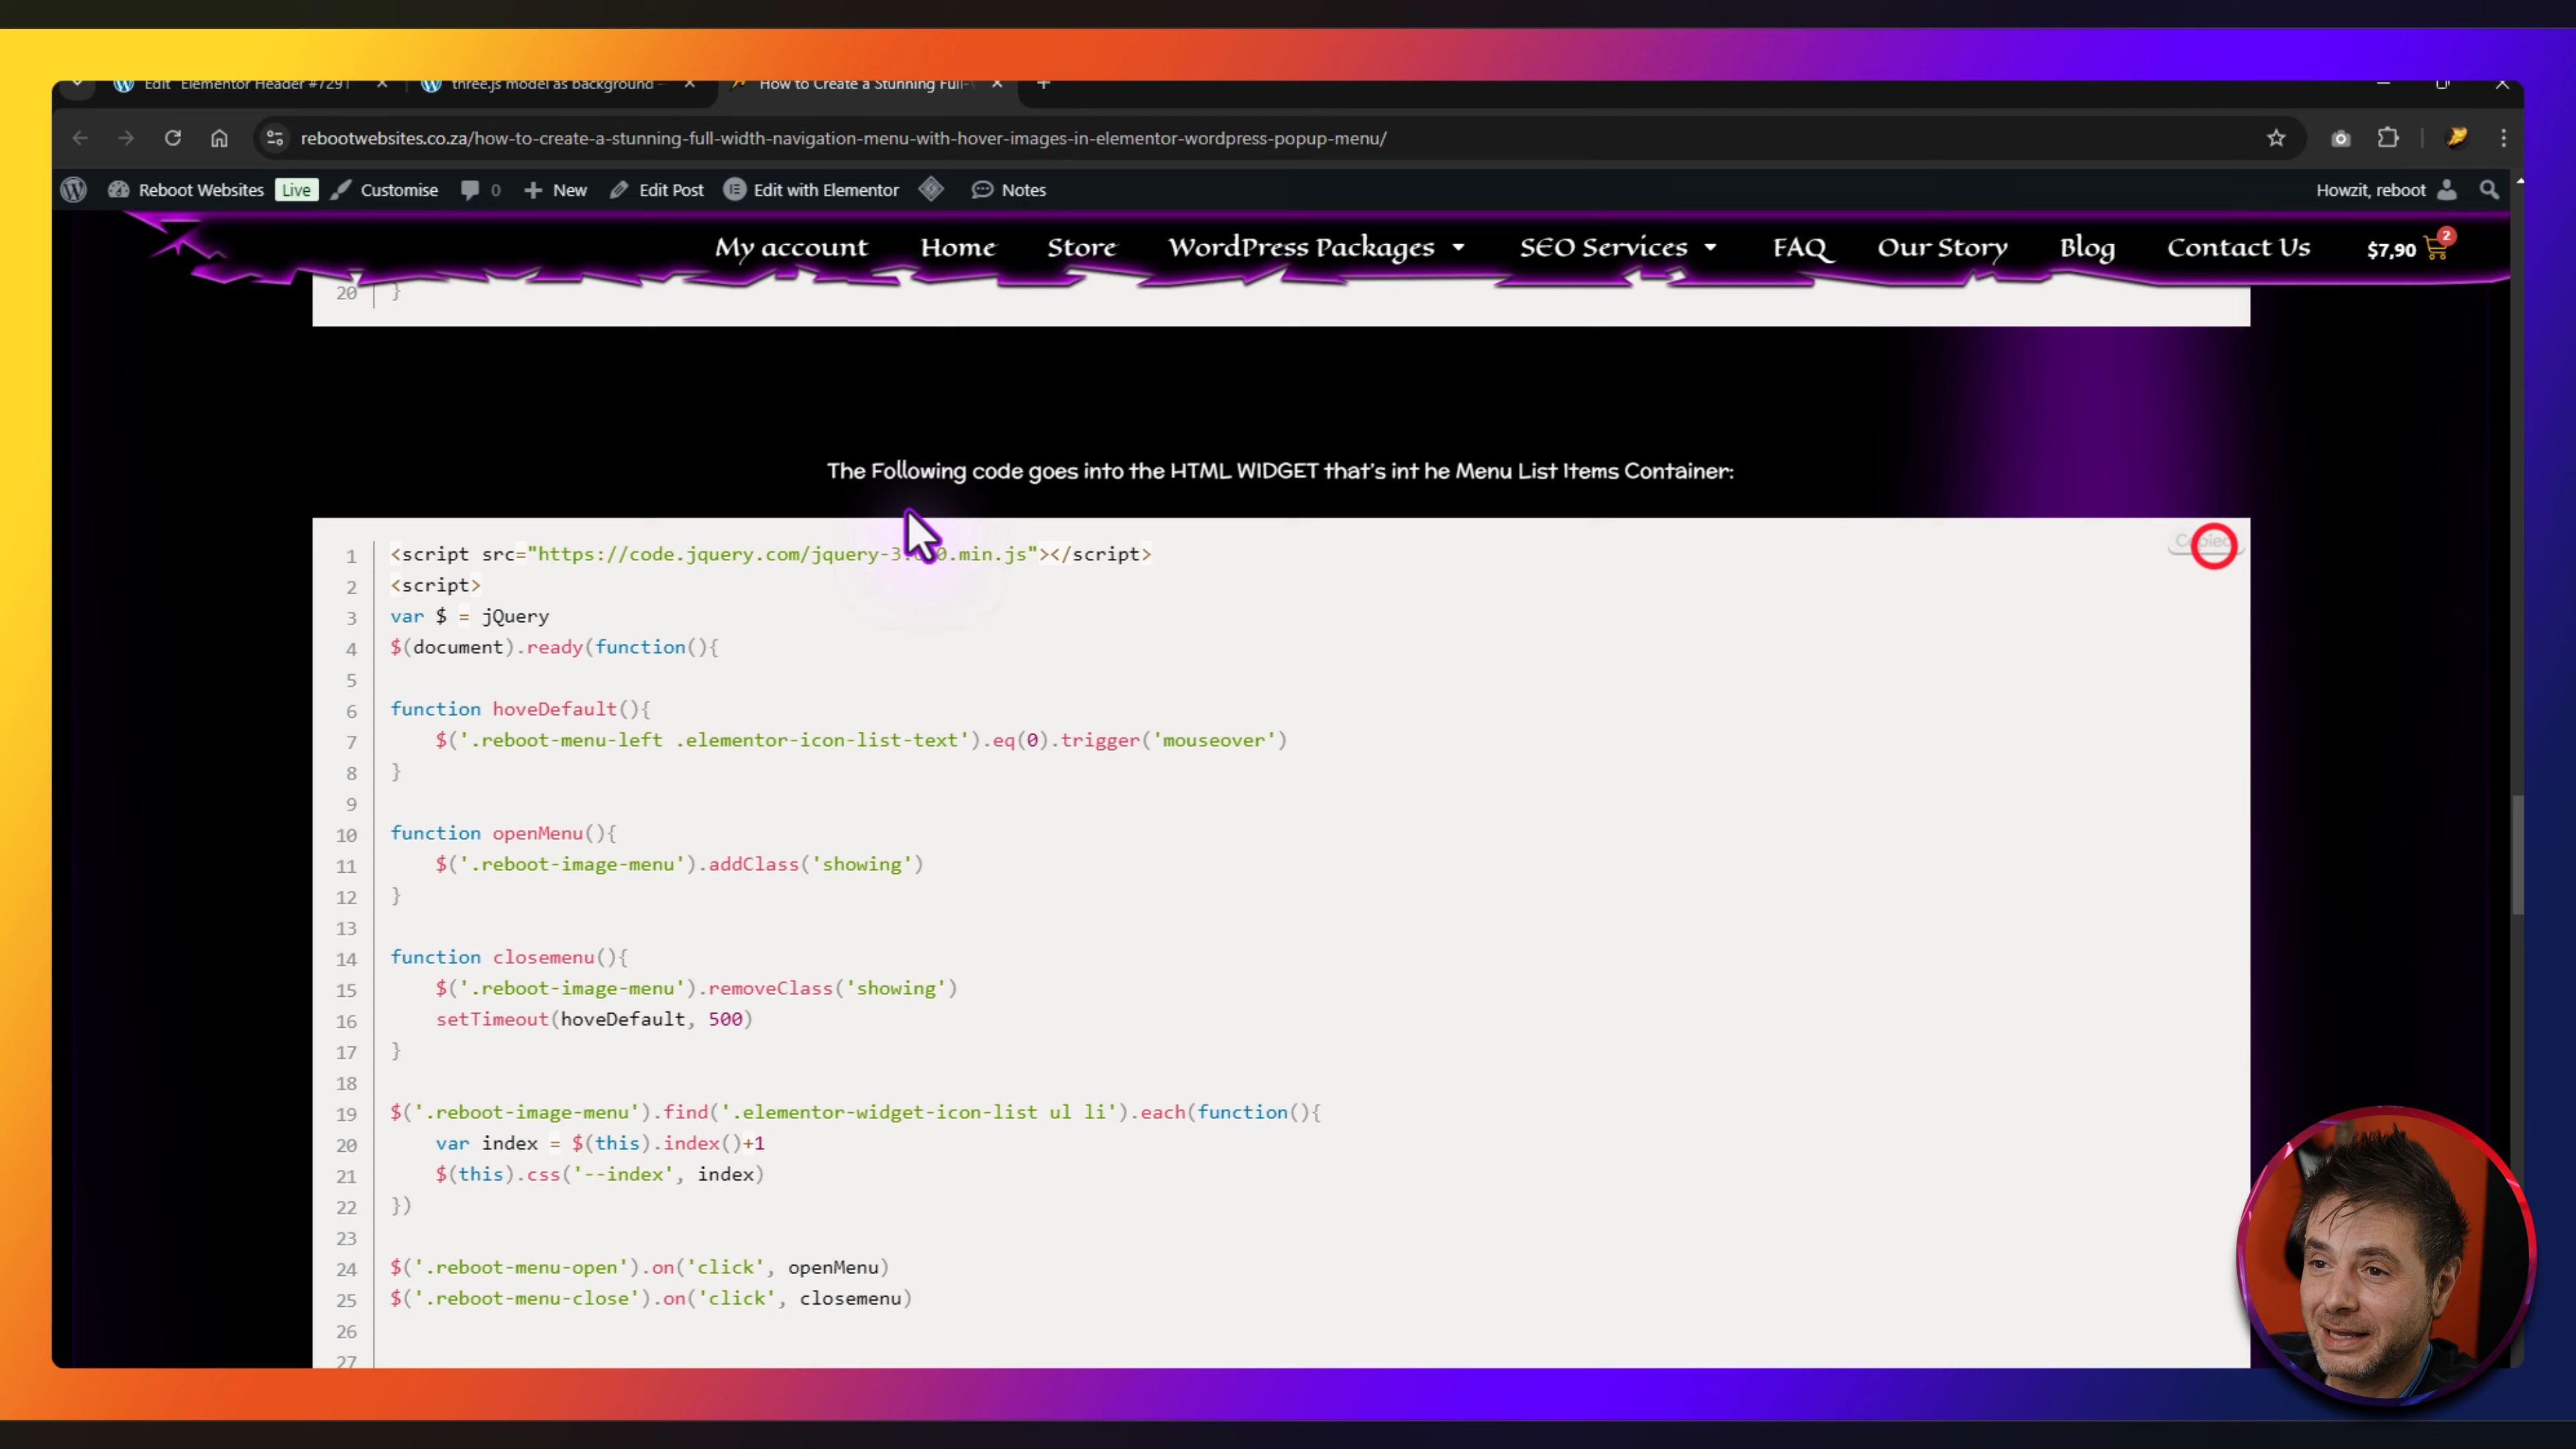 Edit "Elementor Header #7291
three.js model as background –
How to Create a Stunning Full-
rebootwebsites.co.za/how-to-create-a-stunning-full-width-navigation-menu-with-hover-images-in-elementor-wordpress-popup-menu/
Reboot Websites Live Customise 0 New Edit Post Edit with Elementor Notes Howzit, reboot
My account Home Store WordPress Packages SEO Services FAQ Our Story Blog Contact Us $7,90 2
20 }
The Following code goes into the HTML WIDGET that's int he Menu List Items Container:
Copied
1 <script src="https://code.jquery.com/jquery-3. .0.min.js"></script>
2 <script>
3 var $ = jQuery
4 $(document).ready(function(){
5
6 function hoveDefault(){
7 $('.reboot-menu-left .elementor-icon-list-text').eq(0).trigger('mouseover')
8 }
9
10 function openMenu(){
11 $('.reboot-image-menu').addClass('showing')
12 }
13
14 function closemenu(){
15 $('.reboot-image-menu').removeClass('showing')
16 setTimeout(hoveDefault, 500)
17 }
18
19 $('.reboot-image-menu').find('.elementor-widget-icon-list ul li').each(function(){
20 var index = $(this).index()+1
21 $(this).css('--index', index)
22 })
23
24 $('.reboot-menu-open').on('click', openMenu)
25 $('.reboot-menu-close').on('click', closemenu)
26
27